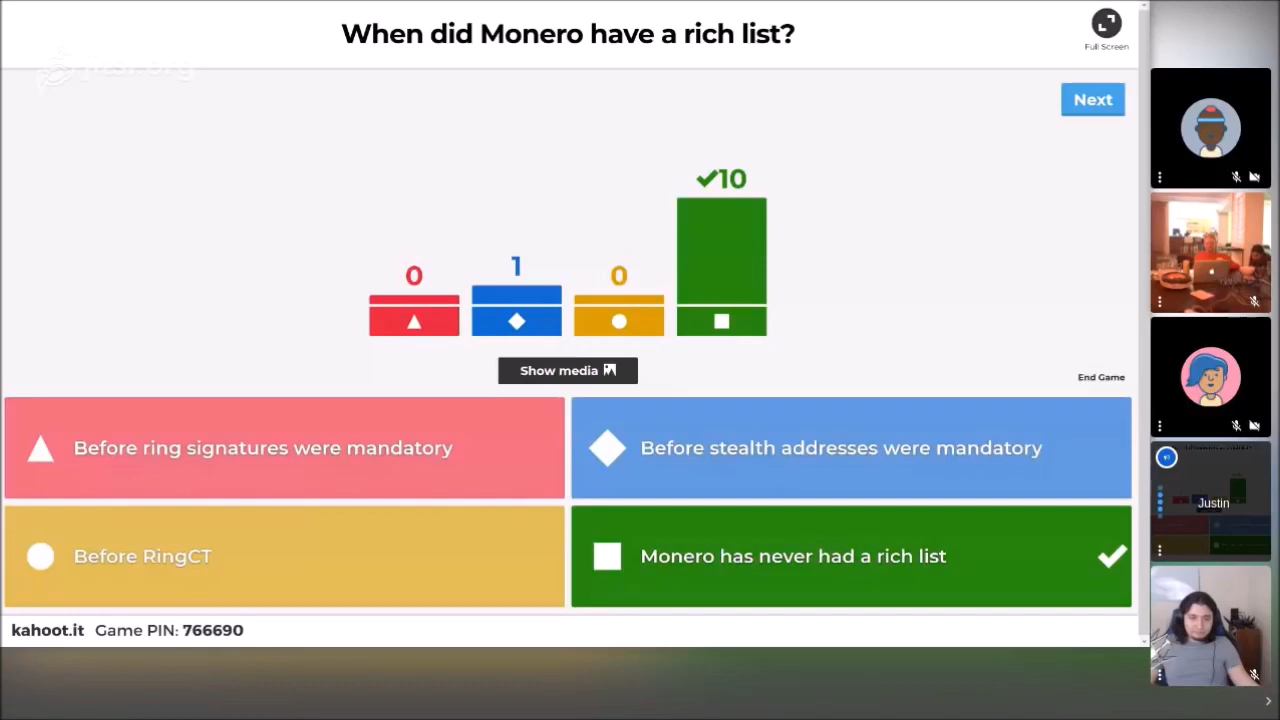 When did Monero have a rich list?
Full Screen
Next
0
1
0
10
Show media
End Game
Before ring signatures were mandatory
Before stealth addresses were mandatory
Before RingCT
Monero has never had a rich list
kahoot.it Game PIN: 766690
Justin